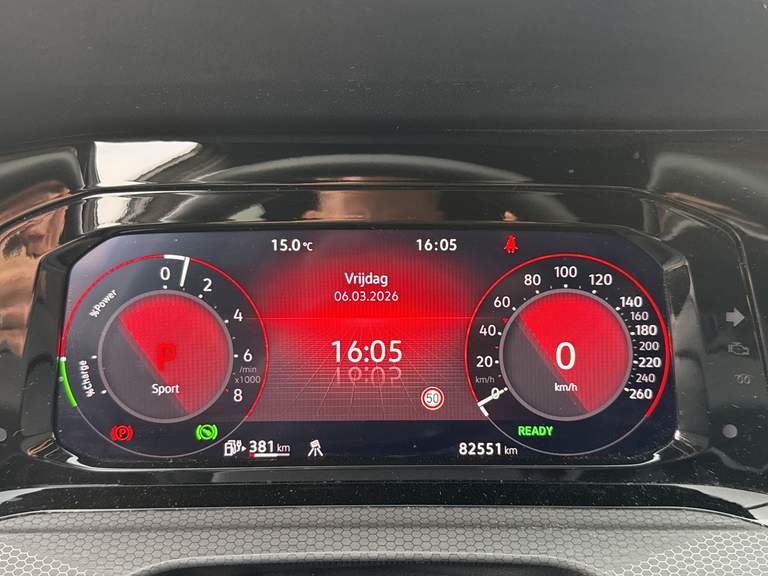 15.0 °C
16:05
Vrijdag
06.03.2026
16:05
50
%Power
%Charge
0
2
4
6
8
/min
x1000
P
Sport
0
20
40
60
80
100
120
140
160
180
200
220
240
260
km/h
0
km/h
READY
P
381 km
82551 km